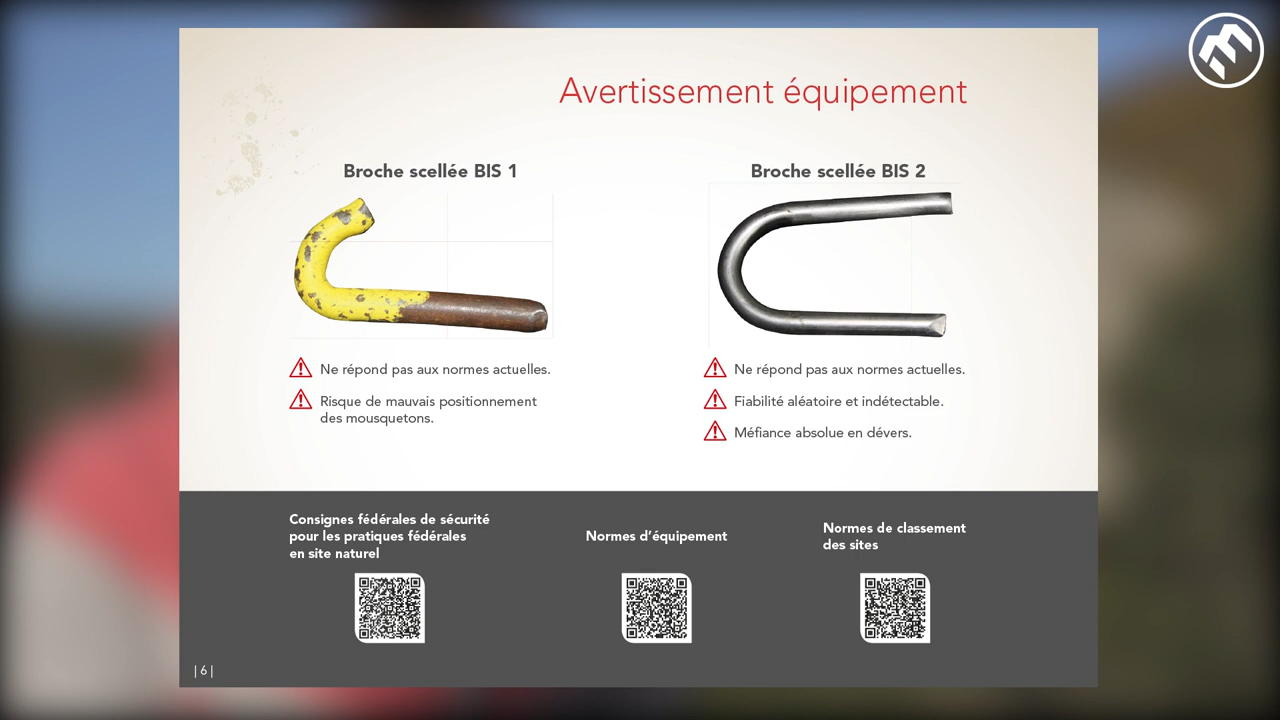 Avertissement équipement
Broche scellée BIS 1
Ne répond pas aux normes actuelles.
Risque de mauvais positionnement
des mousquetons.
Broche scellée BIS 2
Ne répond pas aux normes actuelles.
Fiabilité aléatoire et indétectable.
Méfiance absolue en dévers.
Consignes fédérales de sécurité
pour les pratiques fédérales
en site naturel
Normes d'équipement
Normes de classement
des sites
| 6 |